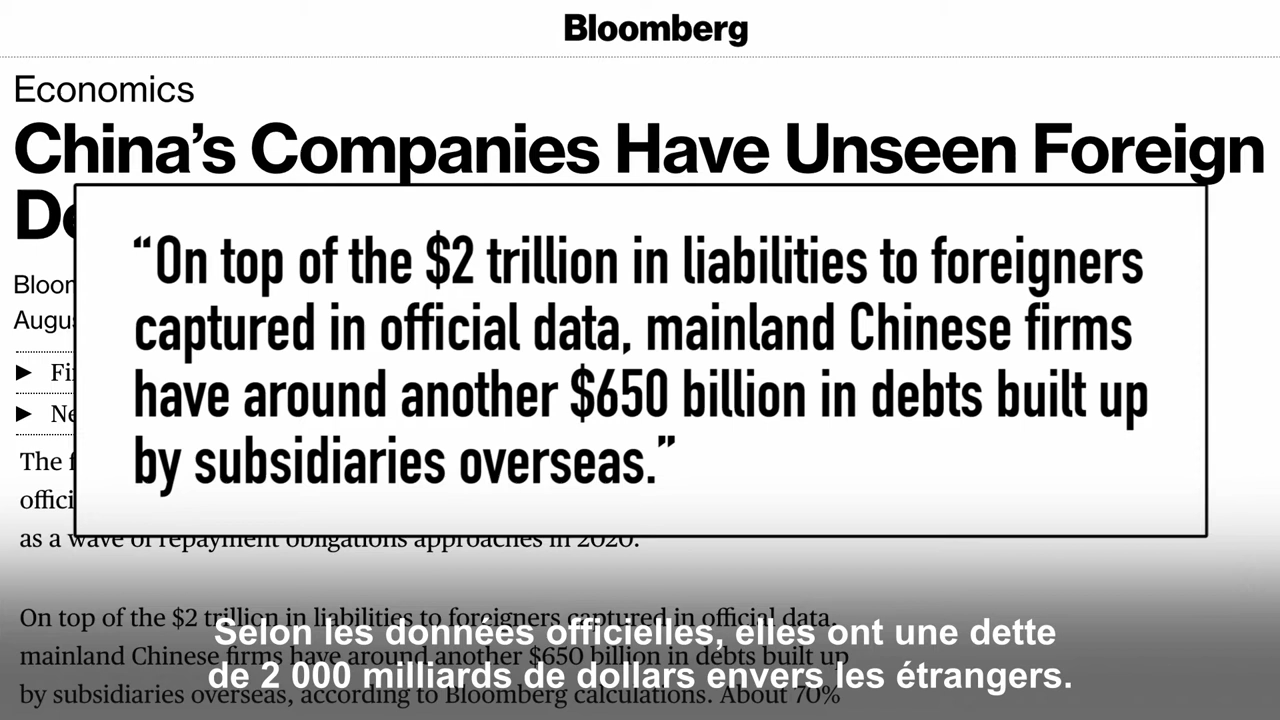 Bloomberg
Economics
China's Companies Have Unseen Foreign
“On top of the $2 trillion in liabilities to foreigners
captured in official data, mainland Chinese firms
have around another $650 billion in debts built up
by subsidiaries overseas.”
The
as a wave of repayment obligations approaches in 2020.
On top of the $2 trillion in liabilities to foreigners captured in official data,
mainland Chinese firms have around another $650 billion in debts built up
by subsidiaries overseas, according to Bloomberg calculations. About 70%
Selon les données officielles, elles ont une dette
de 2 000 milliards de dollars envers les étrangers.